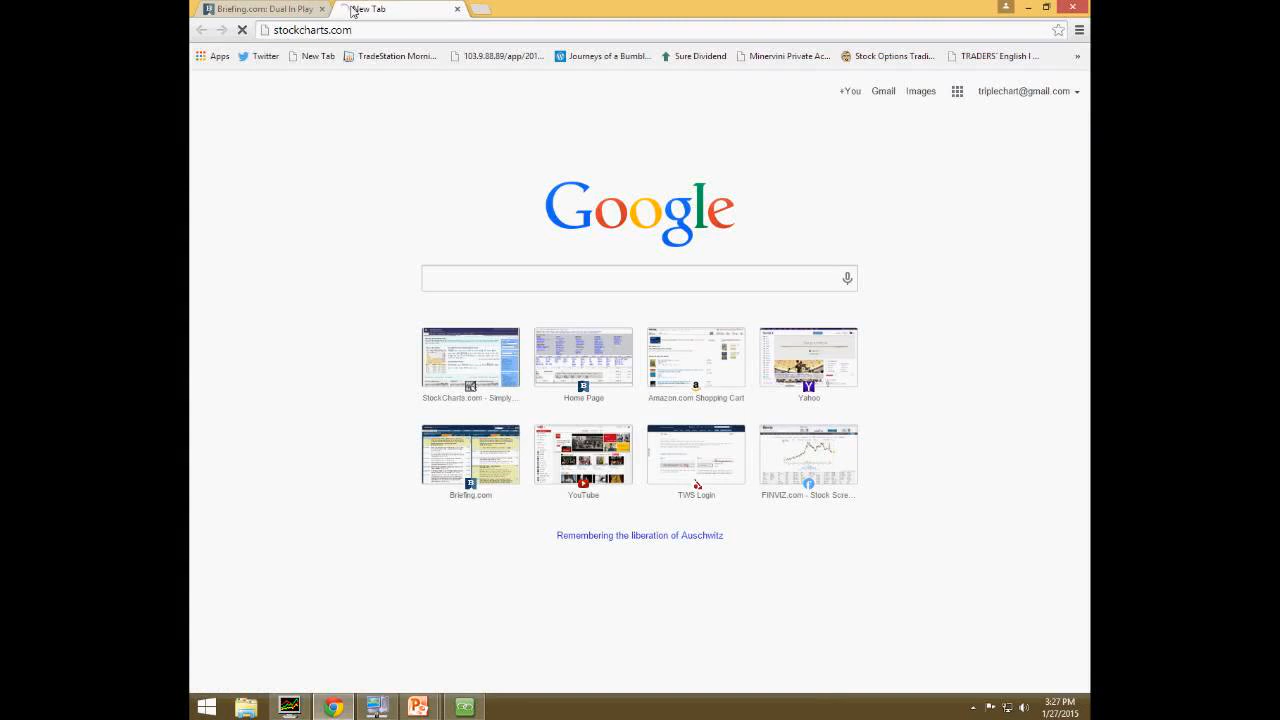 Briefing.com: Dual In Play
New Tab
stockcharts.com
Apps
Twitter
New Tab
TradeStation Morni...
103.9.88.89/app/201...
Journeys of a Bumbl...
Sure Dividend
Minervini Private Ac...
Stock Options Tradi...
TRADERS' English I ...
»
+You
Gmail
Images
triplechart@gmail.com
Google
StockCharts.com - Simply...
Home Page
Amazon.com Shopping Cart
Yahoo
Briefing.com
YouTube
TWS Login
FINVIZ.com - Stock Scre...
Remembering the liberation of Auschwitz
3:27 PM
1/27/2015